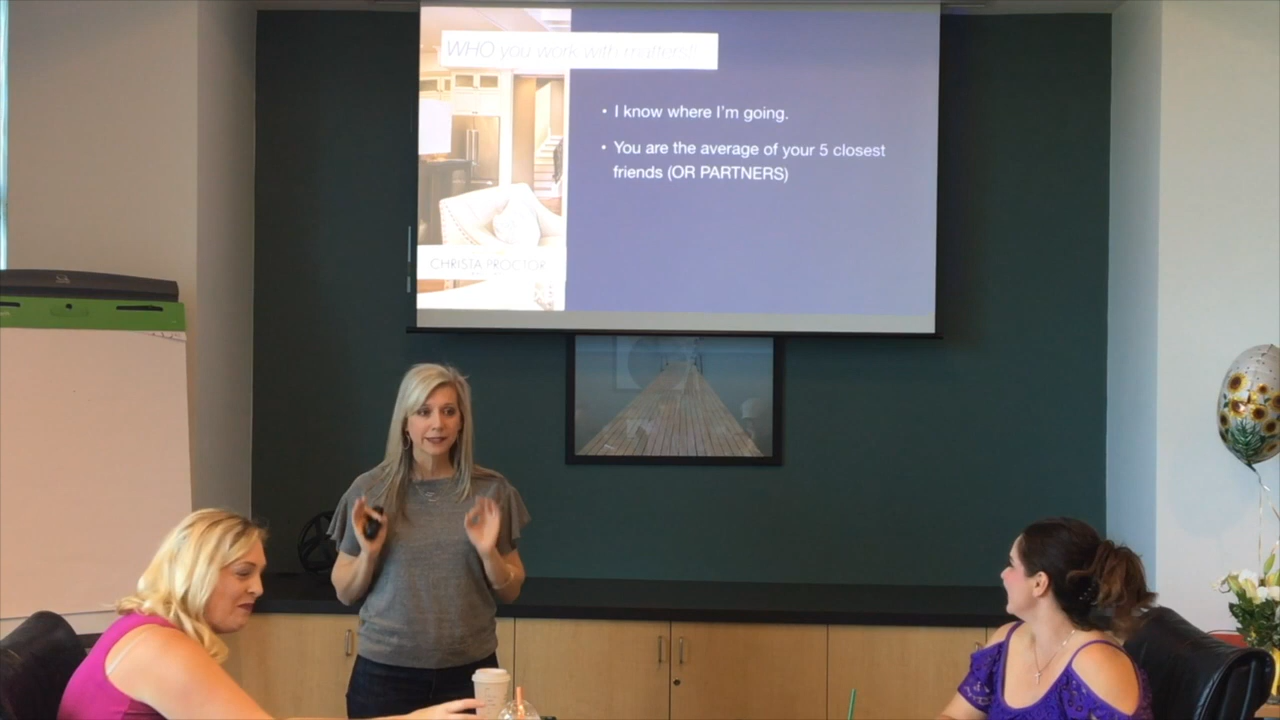 WHO you work with matters!
• I know where I'm going.
• You are the average of your 5 closest
friends (OR PARTNERS)
CHRISTA PROCTOR